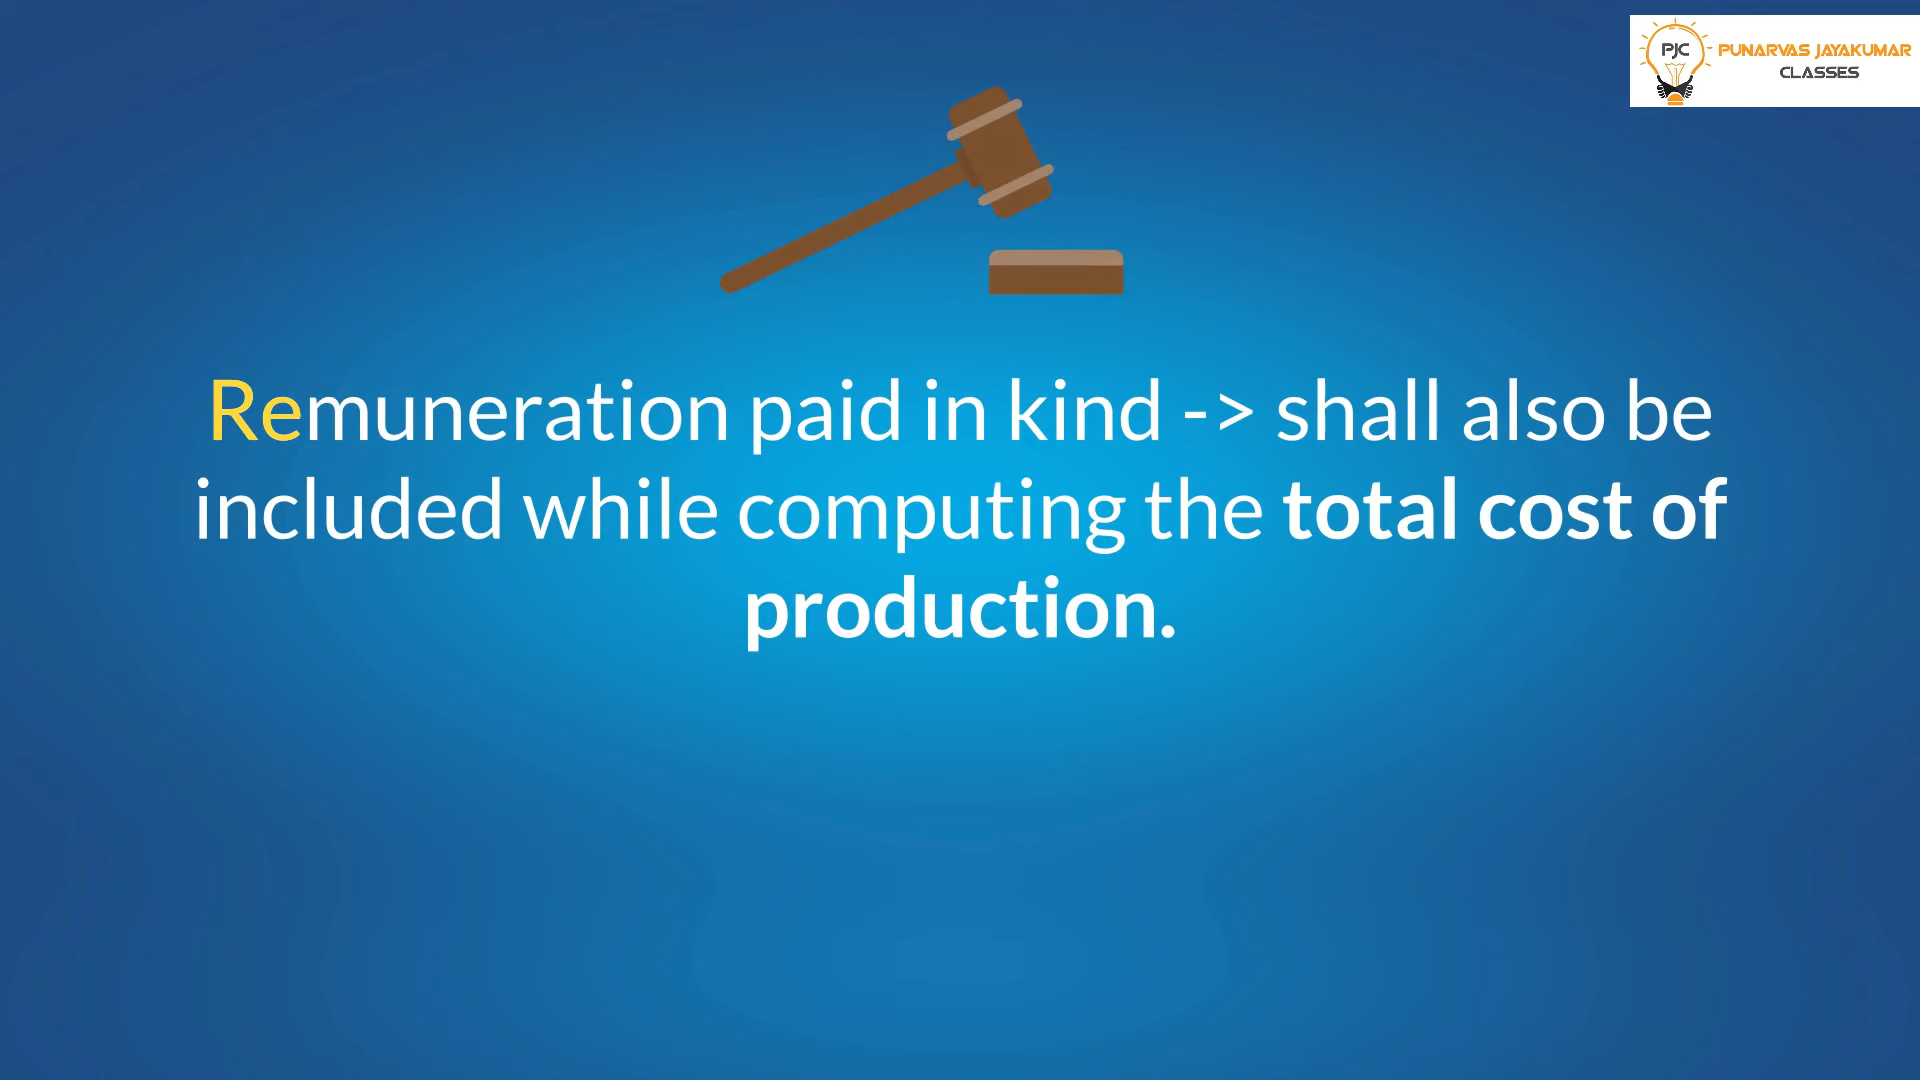 PJC
PUNARVAS JAYAKUMAR
CLASSES
Remuneration paid in kind -> shall also be
included while computing the total cost of
production.